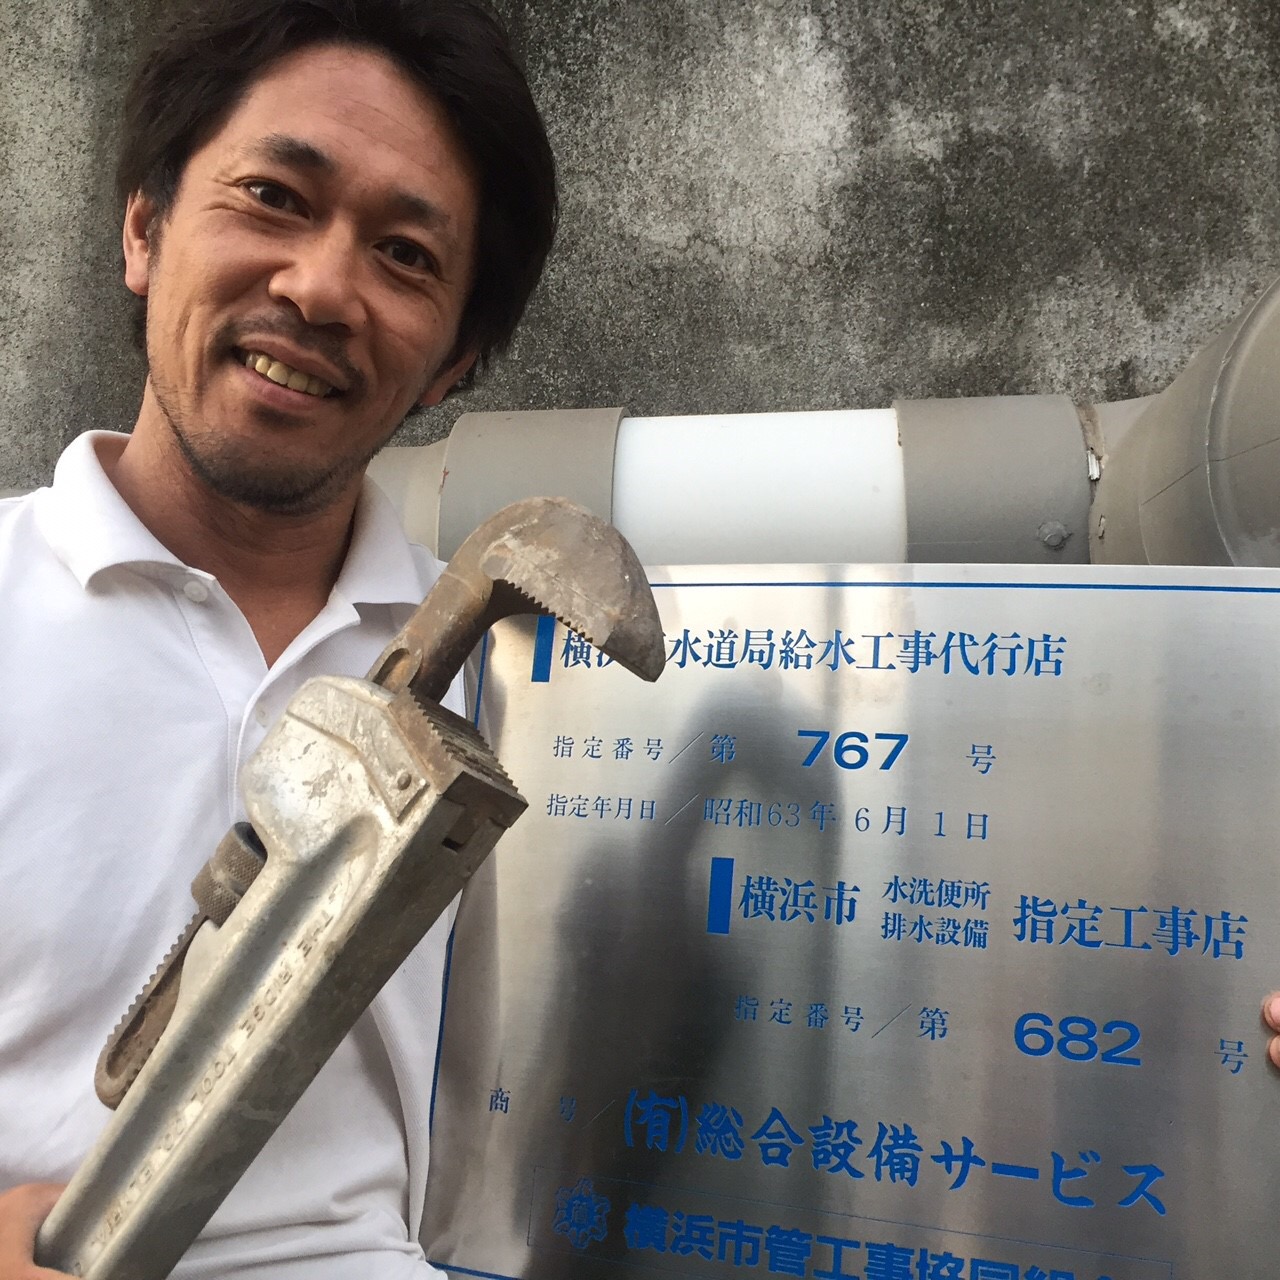 水道局給水工事代行店
指定番号／第 767 号
指定年月日／昭和63年 6月 1日
横浜市 水洗便所 排水設備 指定工事店
指定番号／第 682 号
商号／(有)総合設備サービス
横浜市管工事協同組
THE RIDGE TOOL CO. ELYRIA